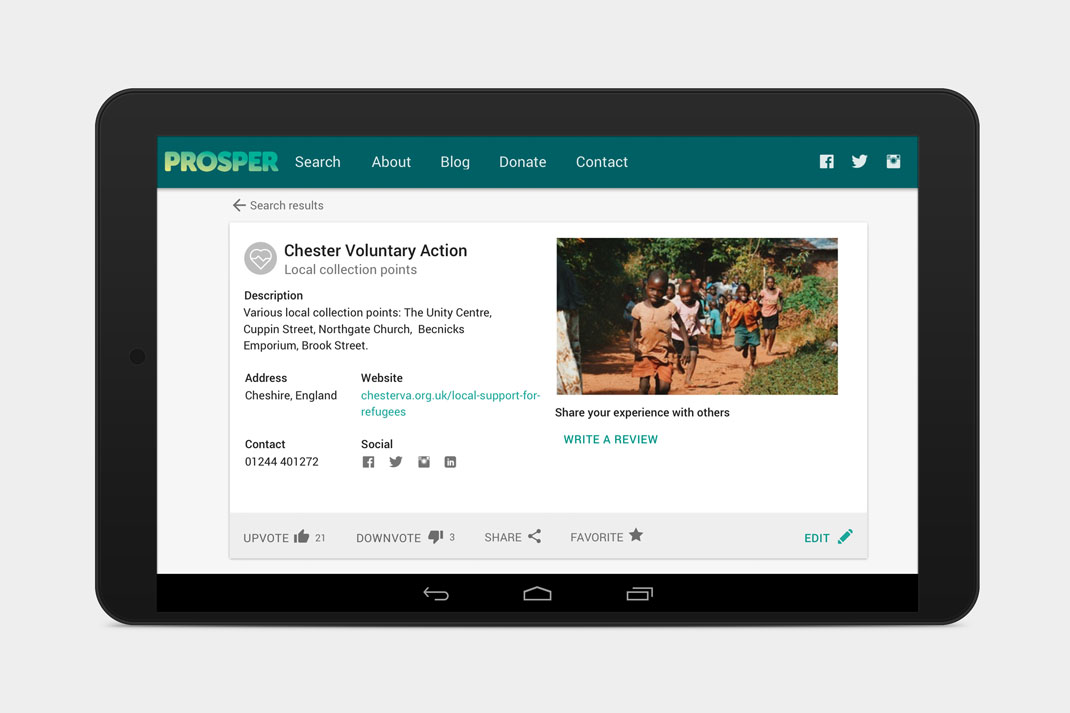 PROSPER Search About Blog Donate Contact
Search results
Chester Voluntary Action
Local collection points
Description
Various local collection points: The Unity Centre,
Cuppin Street, Northgate Church, Becnicks
Emporium, Brook Street.
Address
Cheshire, England
Website
chesterva.org.uk/local-support-for-
refugees
Contact
01244 401272
Social
Share your experience with others
WRITE A REVIEW
UPVOTE 21 DOWNVOTE 3 SHARE FAVORITE EDIT